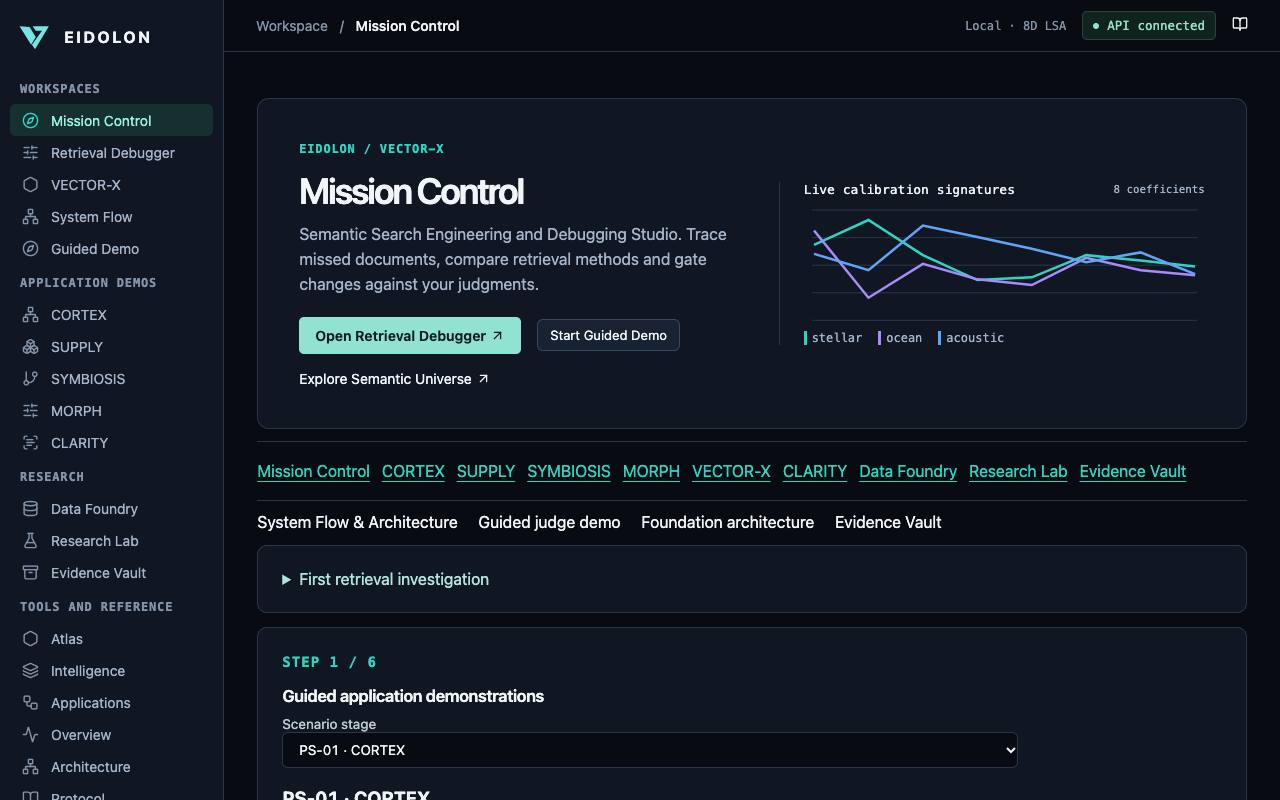 EIDOLON
WORKSPACES
Mission Control
Retrieval Debugger
VECTOR-X
System Flow
Guided Demo
APPLICATION DEMOS
CORTEX
SUPPLY
SYMBIOSIS
MORPH
CLARITY
RESEARCH
Data Foundry
Research Lab
Evidence Vault
TOOLS AND REFERENCE
Atlas
Intelligence
Applications
Overview
Architecture
Protocol
Workspace / Mission Control
Local · 8D LSA
API connected
EIDOLON / VECTOR-X
Mission Control
Semantic Search Engineering and Debugging Studio. Trace
missed documents, compare retrieval methods and gate
changes against your judgments.
Open Retrieval Debugger
Start Guided Demo
Explore Semantic Universe
Live calibration signatures
8 coefficients
stellar ocean acoustic
Mission Control CORTEX SUPPLY SYMBIOSIS MORPH VECTOR-X CLARITY Data Foundry Research Lab Evidence Vault
System Flow & Architecture Guided judge demo Foundation architecture Evidence Vault
First retrieval investigation
STEP 1 / 6
Guided application demonstrations
Scenario stage
PS-01 · CORTEX
PS-01 · CORTEX